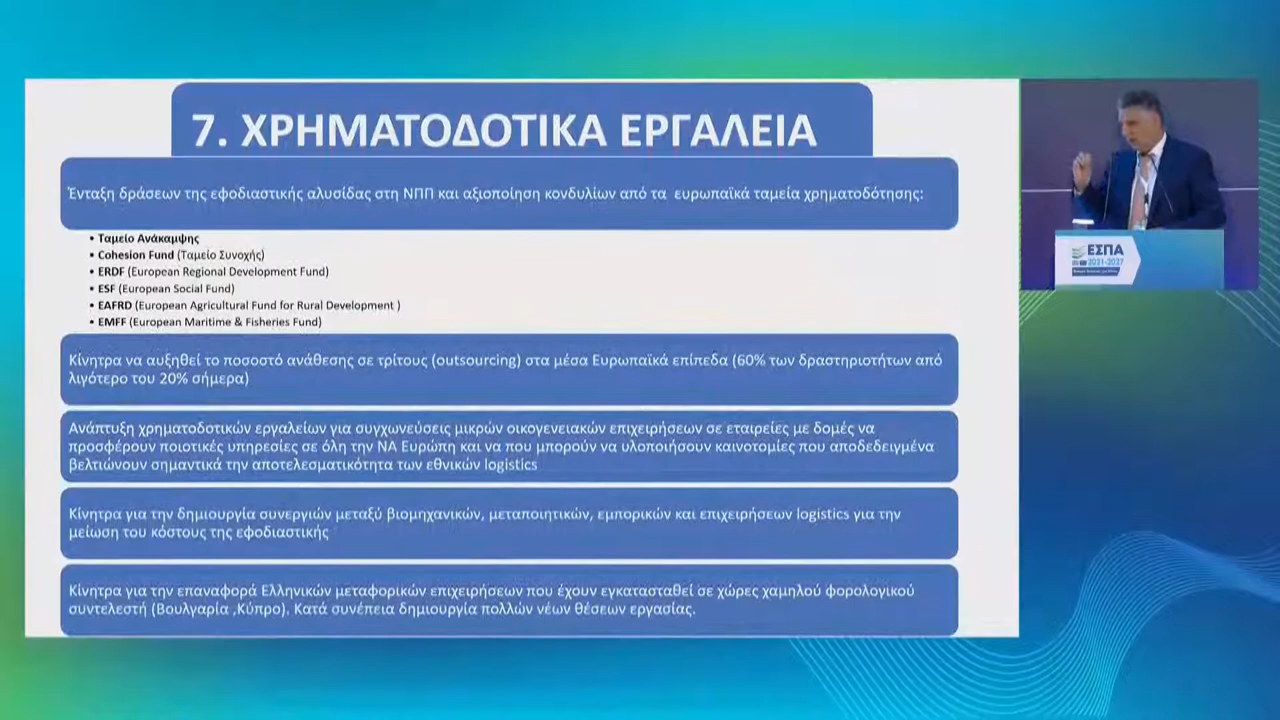 7. ΧΡΗΜΑΤΟΔΟΤΙΚΑ ΕΡΓΑΛΕΙΑ
Ένταξη δράσεων της εφοδιαστικής αλυσίδας στη ΝΠΠ και αξιοποίηση κονδυλίων από τα ευρωπαϊκά ταμεία χρηματοδότησης:
• Ταμείο Ανάκαμψης
• Cohesion Fund (Ταμείο Συνοχής)
• ERDF (European Regional Development Fund)
• ESF (European Social Fund)
• EAFRD (European Agricultural Fund for Rural Development )
• EMFF (European Maritime & Fisheries Fund)
Κίνητρα να αυξηθεί το ποσοστό ανάθεσης σε τρίτους (outsourcing) στα μέσα Ευρωπαϊκά επίπεδα (60% των δραστηριοτήτων από
λιγότερο του 20% σήμερα)
Ανάπτυξη χρηματοδοτικών εργαλείων για συγχωνεύσεις μικρών οικογενειακών επιχειρήσεων σε εταιρείες με δομές να
προσφέρουν ποιοτικές υπηρεσίες σε όλη την ΝΑ Ευρώπη και να που μπορούν να υλοποιήσουν καινοτομίες που αποδεδειγμένα
βελτιώνουν σημαντικά την αποτελεσματικότητα των εθνικών logistics
Κίνητρα για την δημιουργία συνεργιών μεταξύ βιομηχανικών, μεταποιητικών, εμπορικών και επιχειρήσεων logistics για την
μείωση του κόστους της εφοδιαστικής
Κίνητρα για την επαναφορά Ελληνικών μεταφορικών επιχειρήσεων που έχουν εγκατασταθεί σε χώρες χαμηλού φορολογικού
συντελεστή (Βουλγαρία ,Κύπρο). Κατά συνέπεια δημιουργία πολλών νέων θέσεων εργασίας.
ΕΣΠΑ
2021-2027